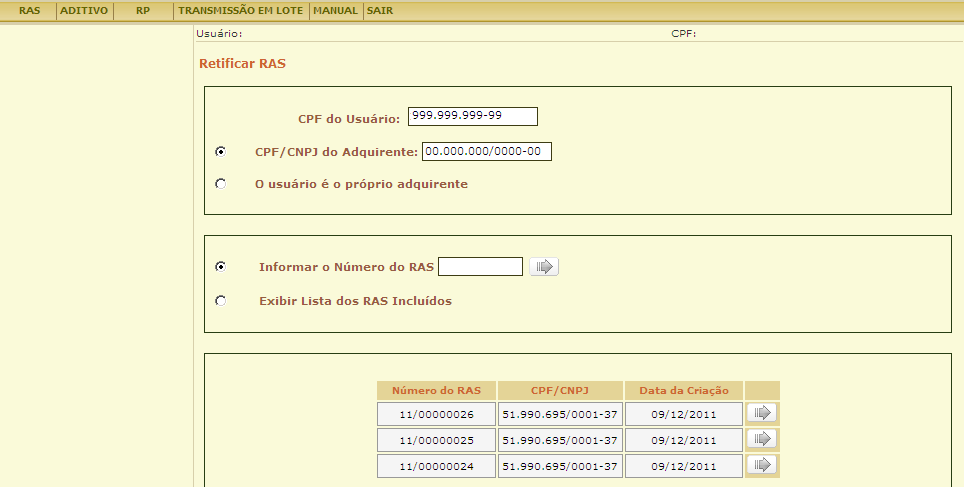 RAS ADITIVO RP TRANSMISSÃO EM LOTE MANUAL SAIR
Usuário: CPF:
Retificar RAS
CPF do Usuário: 999.999.999-99
CPF/CNPJ do Adquirente: 00.000.000/0000-00
O usuário é o próprio adquirente
Informar o Número do RAS
Exibir Lista dos RAS Incluídos
Número do RAS CPF/CNPJ Data da Criação
11/00000026 51.990.695/0001-37 09/12/2011
11/00000025 51.990.695/0001-37 09/12/2011
11/00000024 51.990.695/0001-37 09/12/2011